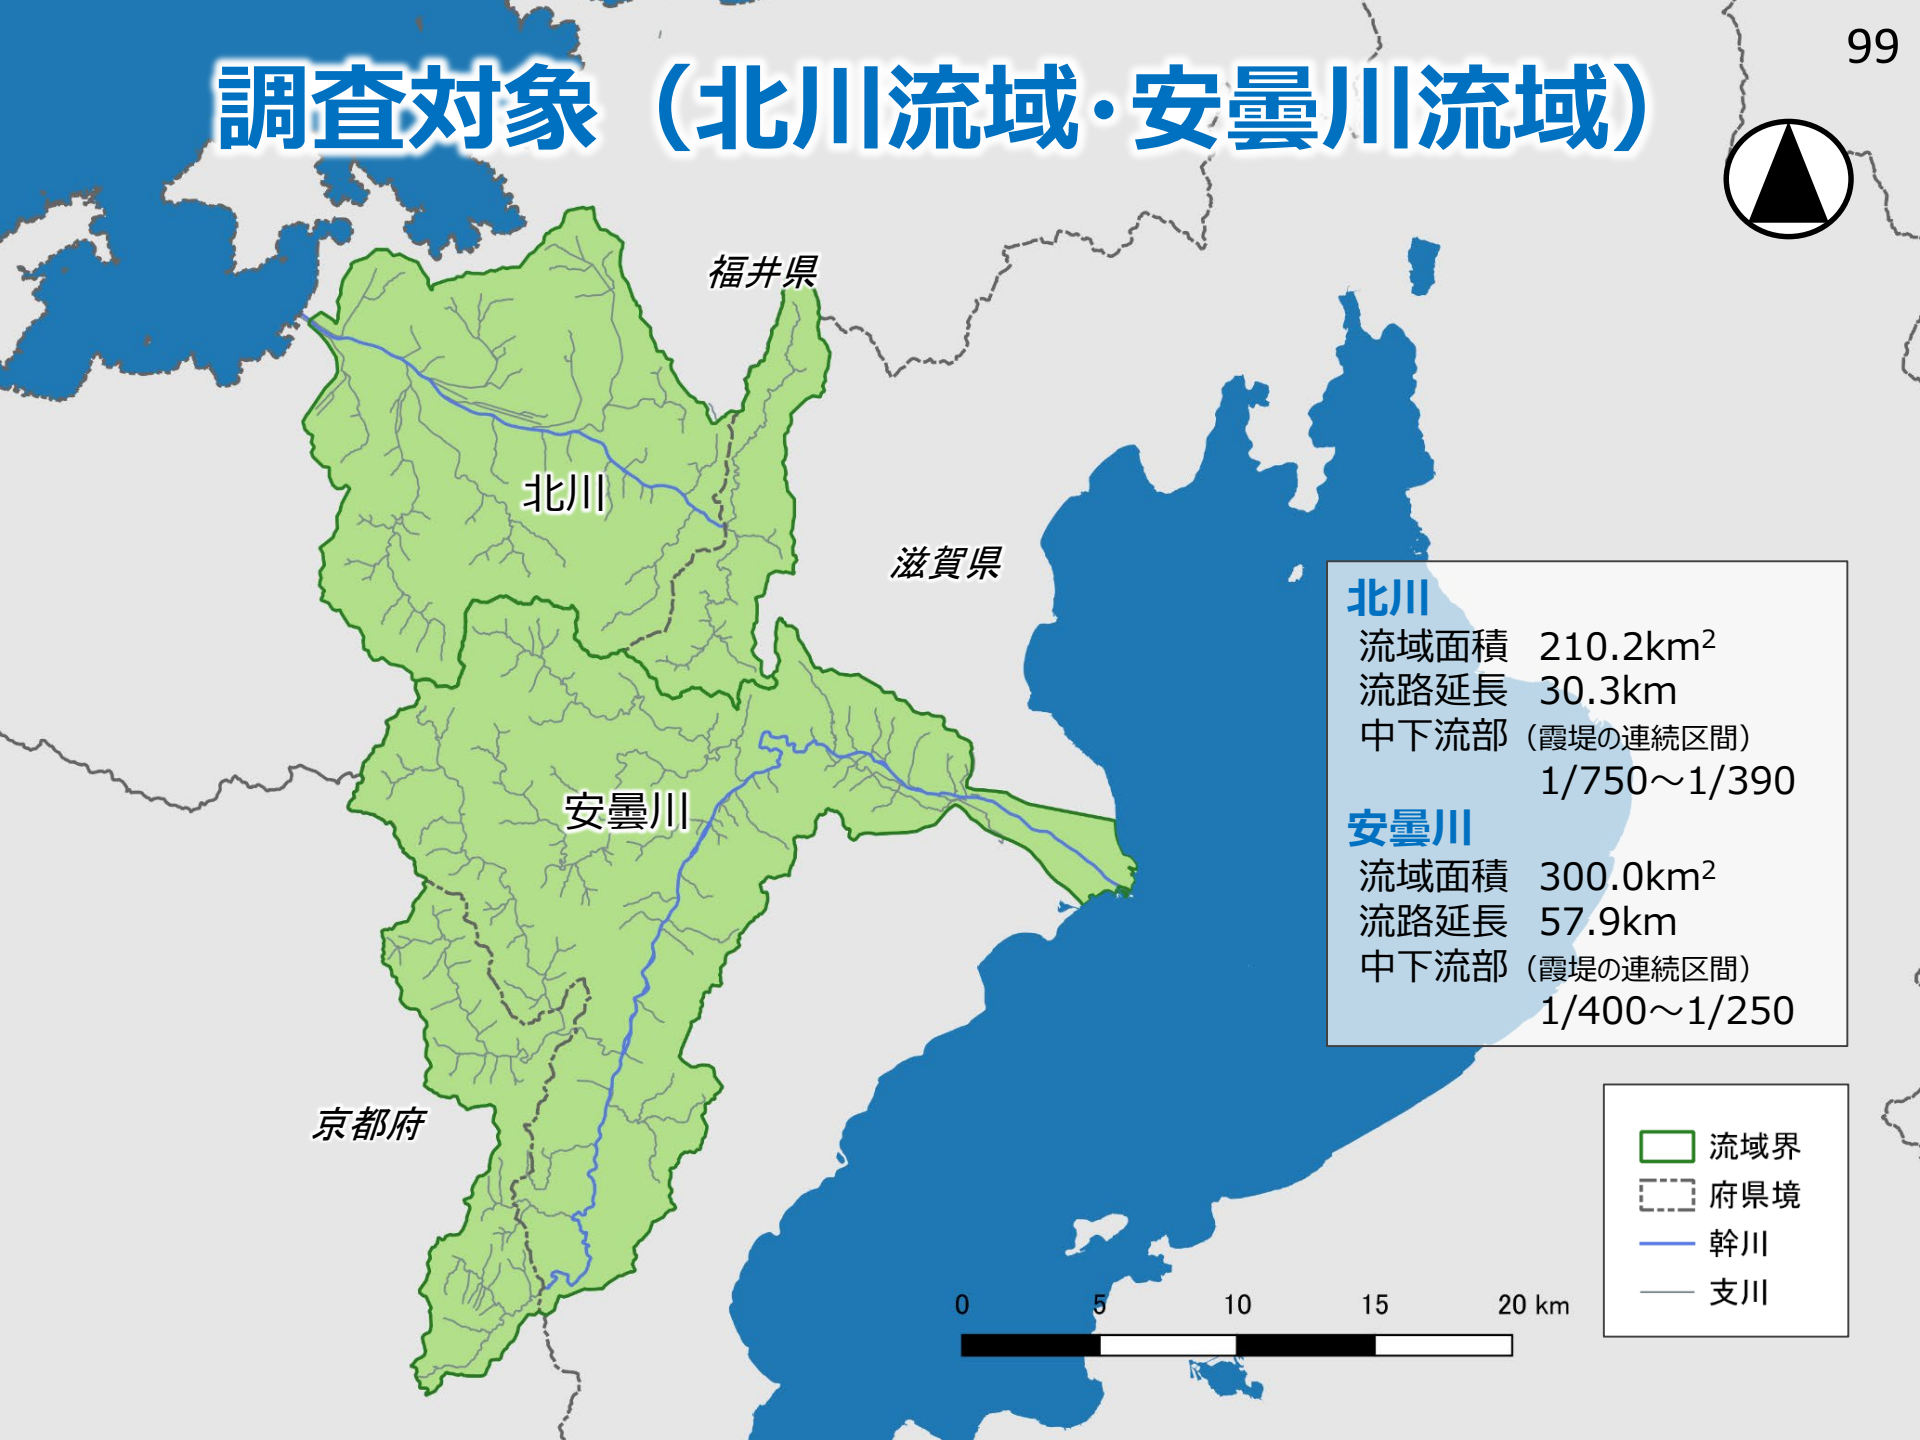 99
調査対象（北川流域・安曇川流域）
福井県
北川
滋賀県
安曇川
京都府
北川
流域面積 210.2km²
流路延長 30.3km
中下流部（霞堤の連続区間）
1/750～1/390
安曇川
流域面積 300.0km²
流路延長 57.9km
中下流部（霞堤の連続区間）
1/400～1/250
流域界
府県境
幹川
支川
0 5 10 15 20 km